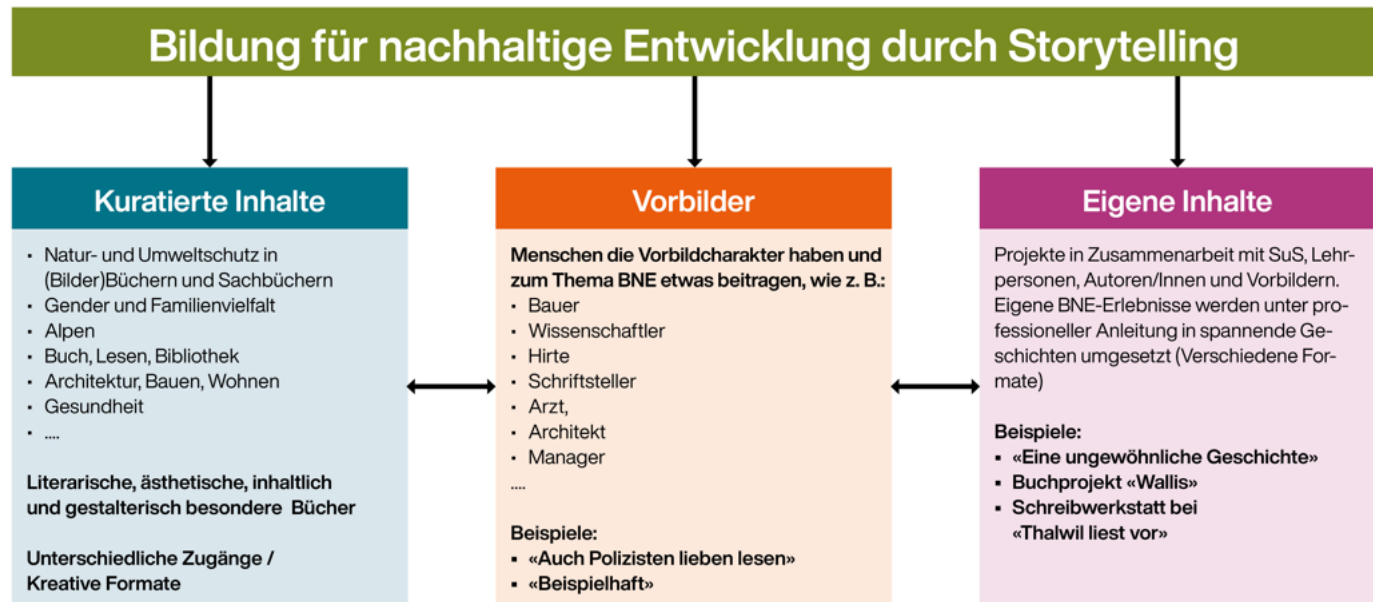 Bildung für nachhaltige Entwicklung durch Storytelling
Kuratierte Inhalte
• Natur- und Umweltschutz in
(Bilder)Büchern und Sachbüchern
• Gender und Familienvielfalt
• Alpen
• Buch, Lesen, Bibliothek
• Architektur, Bauen, Wohnen
• Gesundheit
• ....
Literarische, ästhetische, inhaltlich
und gestalterisch besondere Bücher
Unterschiedliche Zugänge /
Kreative Formate
Vorbilder
Menschen die Vorbildcharakter haben und
zum Thema BNE etwas beitragen, wie z. B.:
• Bauer
• Wissenschaftler
• Hirte
• Schriftsteller
• Arzt,
• Architekt
• Manager
....
Beispiele:
▪ «Auch Polizisten lieben lesen»
▪ «Beispielhaft»
Eigene Inhalte
Projekte in Zusammenarbeit mit SuS, Lehr-
personen, Autoren/Innen und Vorbildern.
Eigene BNE-Erlebnisse werden unter pro-
fessioneller Anleitung in spannende Ge-
schichten umgesetzt (Verschiedene For-
mate)
Beispiele:
▪ «Eine ungewöhnliche Geschichte»
▪ Buchprojekt «Wallis»
▪ Schreibwerkstatt bei
«Thalwil liest vor»